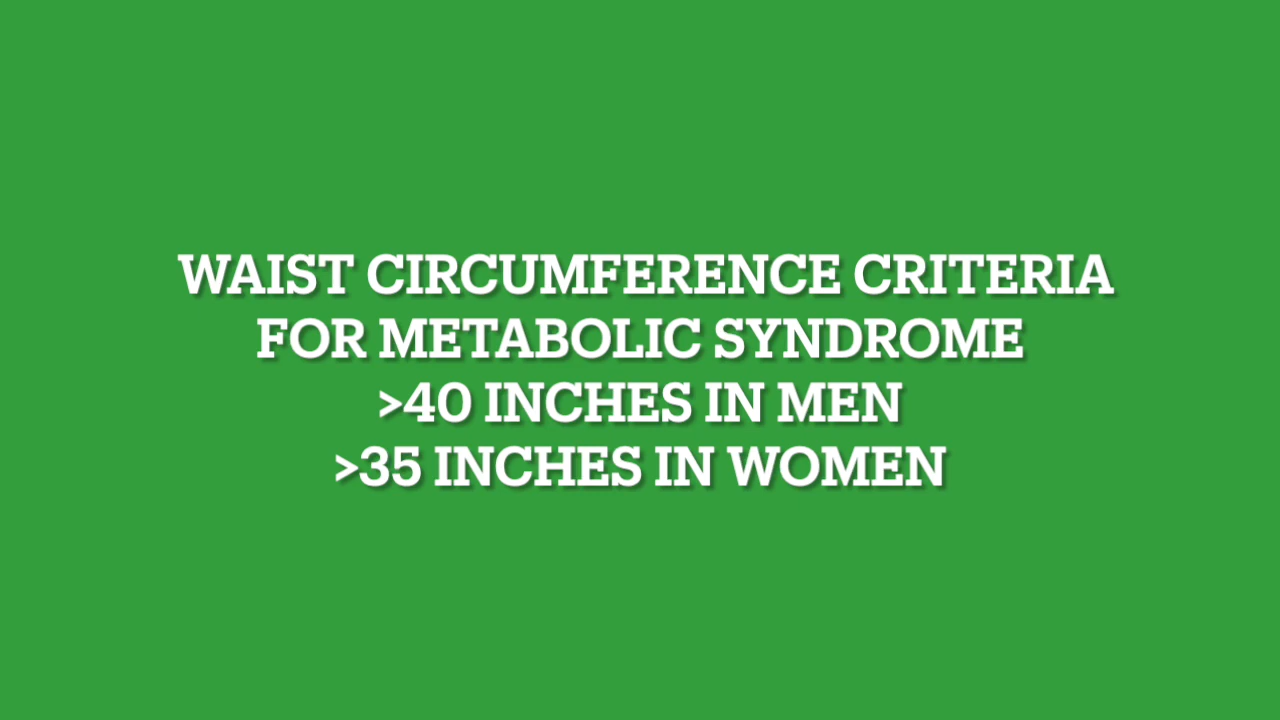 WAIST CIRCUMFERENCE CRITERIA
FOR METABOLIC SYNDROME
>40 INCHES IN MEN
>35 INCHES IN WOMEN